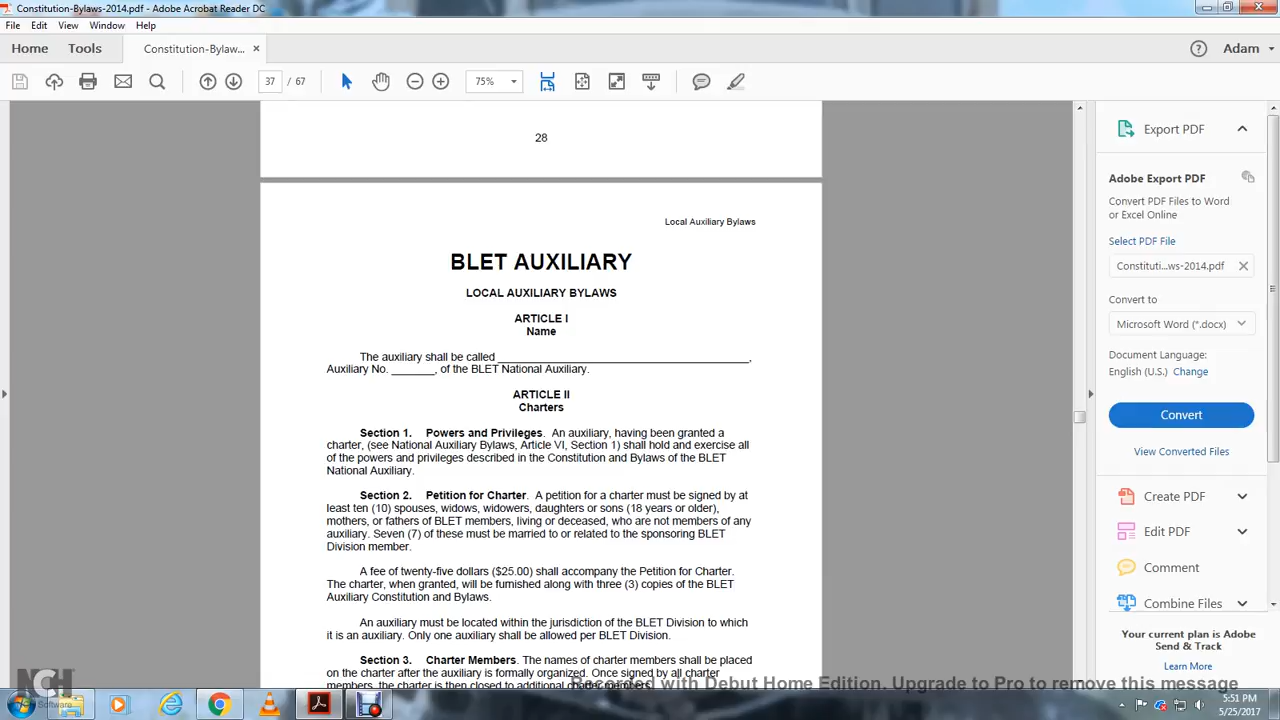 Constitution-Bylaws-2014.pdf - Adobe Acrobat Reader DC
File Edit View Window Help
Home Tools Constitution-Bylaw... × ? Adam
37 / 67 75%
28
Local Auxiliary Bylaws
BLET AUXILIARY
LOCAL AUXILIARY BYLAWS
ARTICLE I
Name
The auxiliary shall be called ____________________________________,
Auxiliary No. _______, of the BLET National Auxiliary.
ARTICLE II
Charters
Section 1. Powers and Privileges. An auxiliary, having been granted a
charter, (see National Auxiliary Bylaws, Article VI, Section 1) shall hold and exercise all
of the powers and privileges described in the Constitution and Bylaws of the BLET
National Auxiliary.
Section 2. Petition for Charter. A petition for a charter must be signed by at
least ten (10) spouses, widows, widowers, daughters or sons (18 years or older),
mothers, or fathers of BLET members, living or deceased, who are not members of any
auxiliary. Seven (7) of these must be married to or related to the sponsoring BLET
Division member.
A fee of twenty-five dollars ($25.00) shall accompany the Petition for Charter.
The charter, when granted, will be furnished along with three (3) copies of the BLET
Auxiliary Constitution and Bylaws.
An auxiliary must be located within the jurisdiction of the BLET Division to which
it is an auxiliary. Only one auxiliary shall be allowed per BLET Division.
Section 3. Charter Members. The names of charter members shall be placed
on the charter after the auxiliary is formally organized. Once signed by all charter
members, the charter is then closed to additional charter members.
Export PDF
Adobe Export PDF
Convert PDF Files to Word
or Excel Online
Select PDF File
Constituti...ws-2014.pdf
Convert to
Microsoft Word (*.docx)
Document Language:
English (U.S.) Change
Convert
View Converted Files
Create PDF
Edit PDF
Comment
Combine Files
Your current plan is Adobe
Send & Track
Learn More
NCH Software
Recorded with Debut Home Edition. Upgrade to Pro to remove this message
5:51 PM
5/25/2017